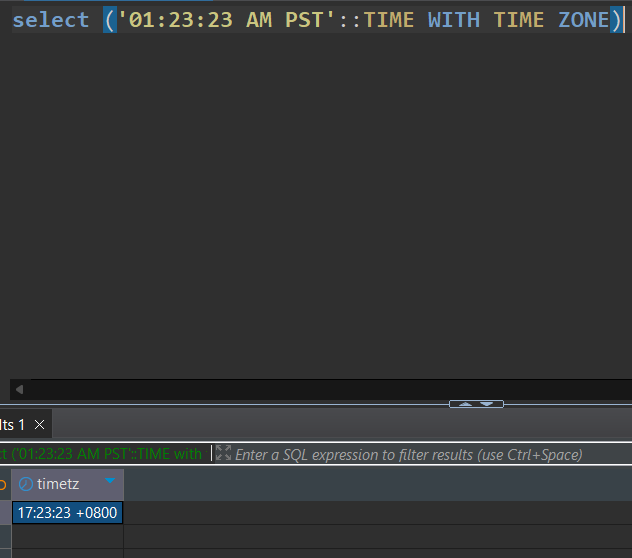 select ('01:23:23 AM PST'::TIME WITH TIME ZONE)
lts 1
ct ('01:23:23 AM PST'::TIME with
Enter a SQL expression to filter results (use Ctrl+Space)
timetz
17:23:23 +0800